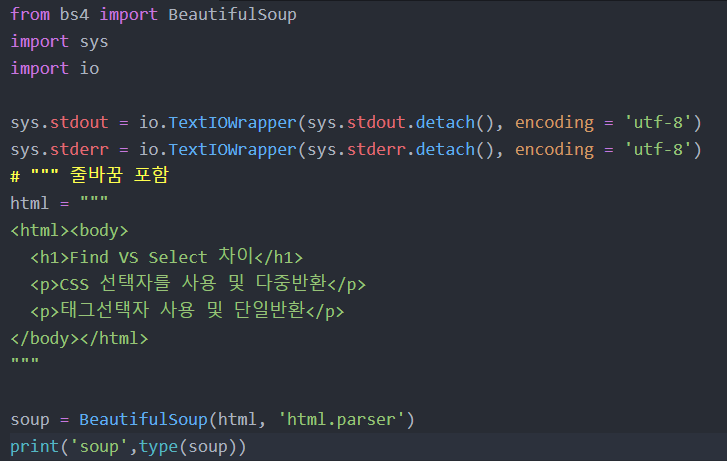 from bs4 import BeautifulSoup
import sys
import io
sys.stdout = io.TextIOWrapper(sys.stdout.detach(), encoding = 'utf-8')
sys.stderr = io.TextIOWrapper(sys.stderr.detach(), encoding = 'utf-8')
# """ 줄바꿈 포함
html = """
<html><body>
  <h1>Find VS Select 차이</h1>
  <p>CSS 선택자를 사용 및 다중반환</p>
  <p>태그선택자 사용 및 단일반환</p>
</body></html>
"""
soup = BeautifulSoup(html, 'html.parser')
print('soup',type(soup))